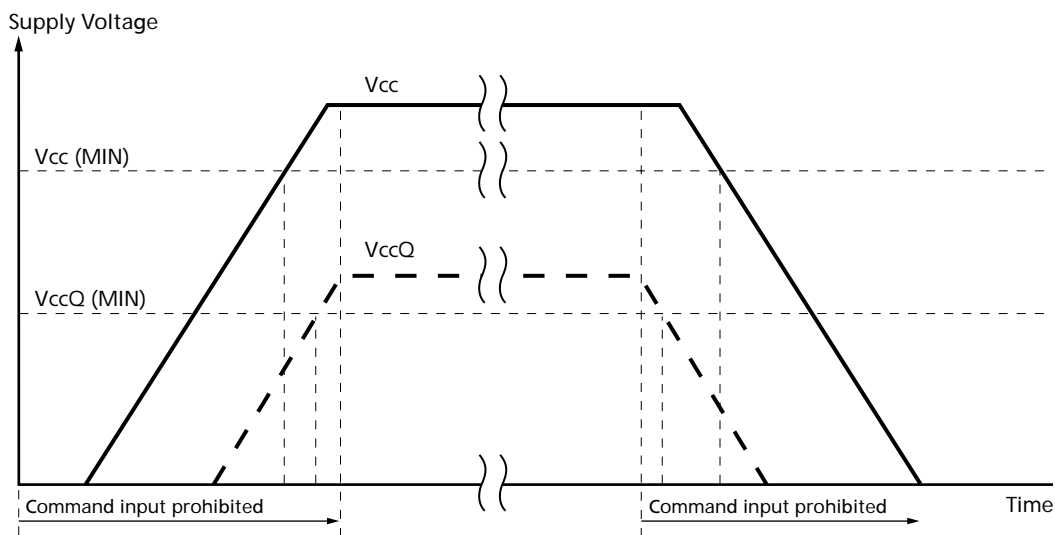 Supply Voltage
Vcc
Vcc (MIN)
VccQ
VccQ (MIN)
Command input prohibited
Command input prohibited
Time